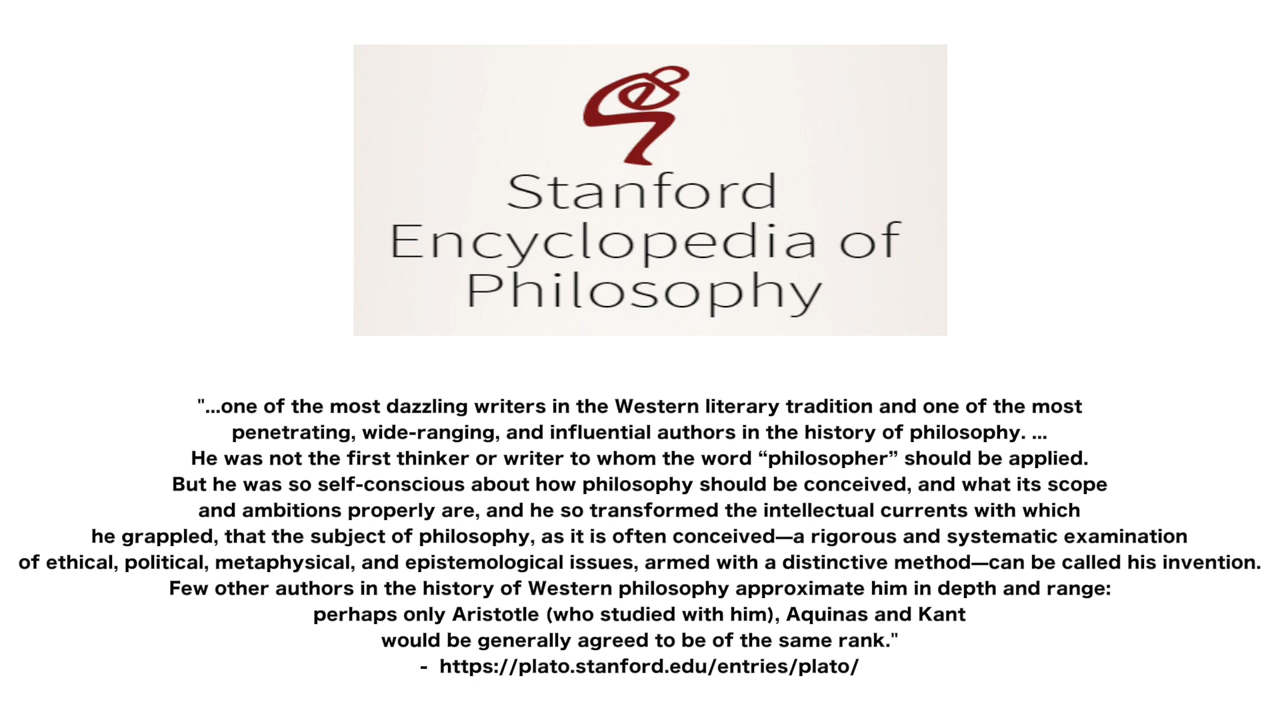 Stanford
Encyclopedia of
Philosophy
"...one of the most dazzling writers in the Western literary tradition and one of the most
penetrating, wide-ranging, and influential authors in the history of philosophy. ...
He was not the first thinker or writer to whom the word “philosopher” should be applied.
But he was so self-conscious about how philosophy should be conceived, and what its scope
and ambitions properly are, and he so transformed the intellectual currents with which
he grappled, that the subject of philosophy, as it is often conceived—a rigorous and systematic examination
of ethical, political, metaphysical, and epistemological issues, armed with a distinctive method—can be called his invention.
Few other authors in the history of Western philosophy approximate him in depth and range:
perhaps only Aristotle (who studied with him), Aquinas and Kant
would be generally agreed to be of the same rank."
- https://plato.stanford.edu/entries/plato/